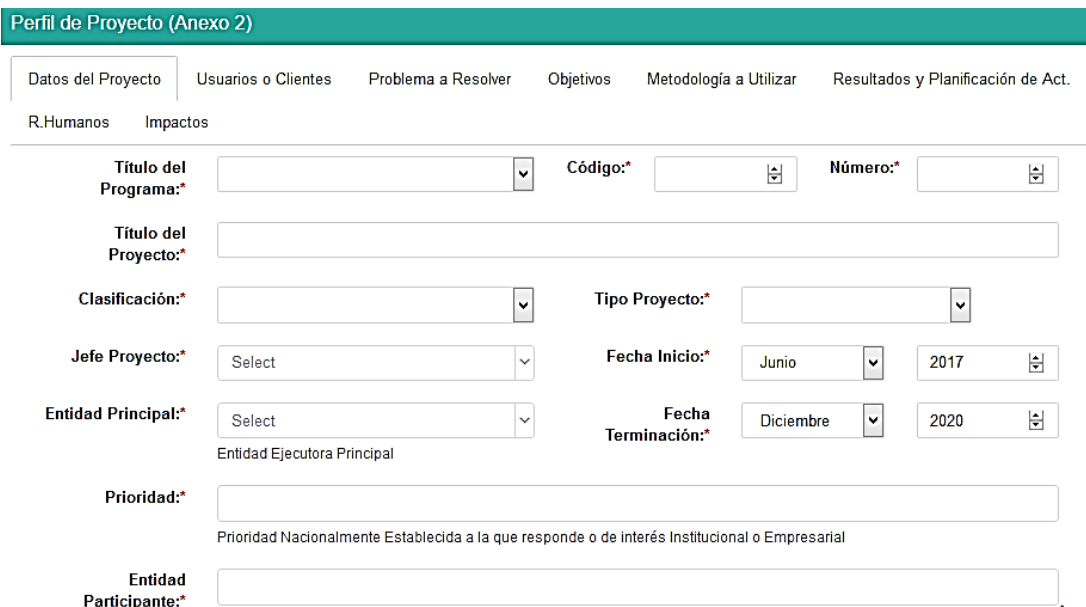 Perfil de Proyecto (Anexo 2)
Datos del Proyecto Usuarios o Clientes Problema a Resolver Objetivos Metodología a Utilizar Resultados y Planificación de Act.
R.Humanos Impactos
Título del Programa:* Código:* Número:*
Título del Proyecto:*
Clasificación:* Tipo Proyecto:*
Jefe Proyecto:* Select Fecha Inicio:* Junio 2017
Entidad Principal:* Select Fecha Terminación:* Diciembre 2020
Entidad Ejecutora Principal
Prioridad:*
Prioridad Nacionalmente Establecida a la que responde o de interés Institucional o Empresarial
Entidad
Participante:*